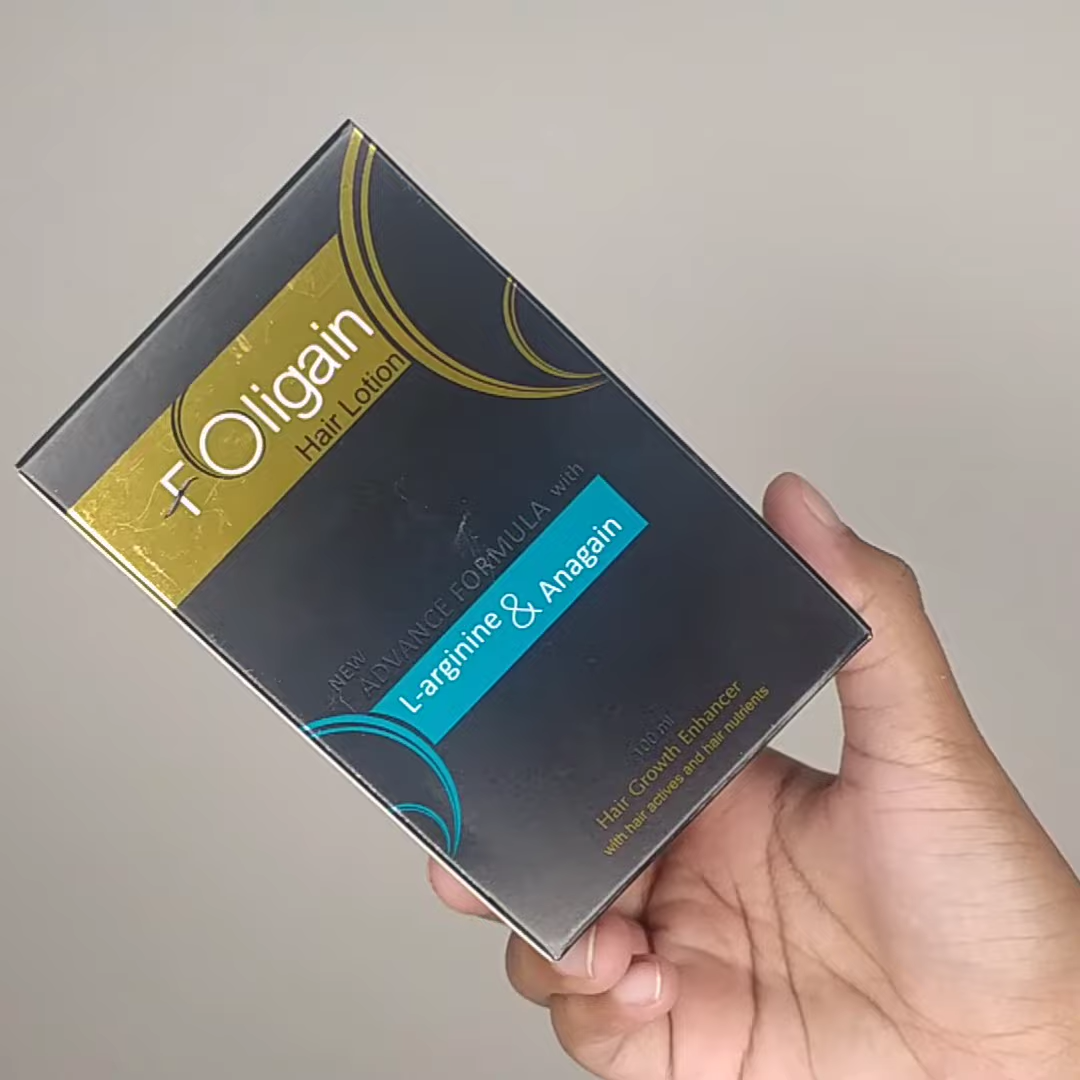 FOligain
Hair Lotion
NEW
ADVANCE FORMULA with
L-arginine & Anagain
100 ml
Hair Growth Enhancer
with hair actives and hair nutrients